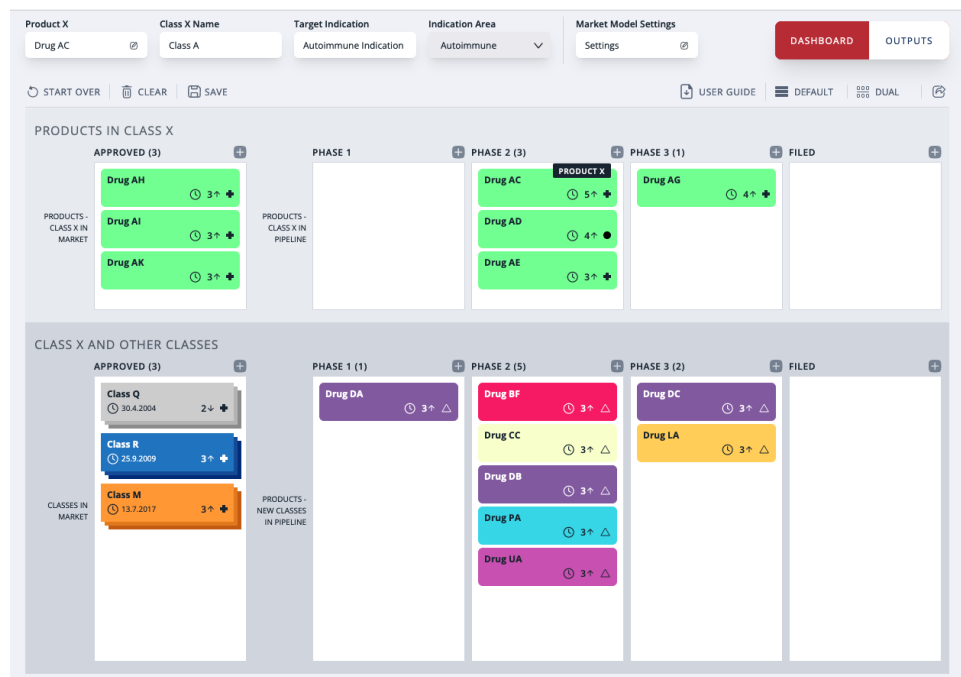 Product X Class X Name Target Indication Indication Area Market Model Settings
Drug AC Class A Autoimmune Indication Autoimmune Settings DASHBOARD OUTPUTS
START OVER CLEAR SAVE USER GUIDE DEFAULT DUAL
PRODUCTS IN CLASS X
APPROVED (3) PHASE 1 PHASE 2 (3) PHASE 3 (1) FILED
PRODUCTS -
CLASS X IN
MARKET
Drug AH
3↑
Drug AI
3↑
Drug AK
3↑
PRODUCTS -
CLASS X IN
PIPELINE
PRODUCT X
Drug AC
5↑
Drug AD
4↑
Drug AE
3↑
Drug AG
4↑
CLASS X AND OTHER CLASSES
APPROVED (3) PHASE 1 (1) PHASE 2 (5) PHASE 3 (2) FILED
CLASSES IN
MARKET
Class Q
30.4.2004 2↓
Class R
25.9.2009 3↑
Class M
13.7.2017 3↑
PRODUCTS -
NEW CLASSES
IN PIPELINE
Drug DA
3↑
Drug BF
3↑
Drug CC
3↑
Drug DB
3↑
Drug PA
3↑
Drug UA
3↑
Drug DC
3↑
Drug LA
3↑